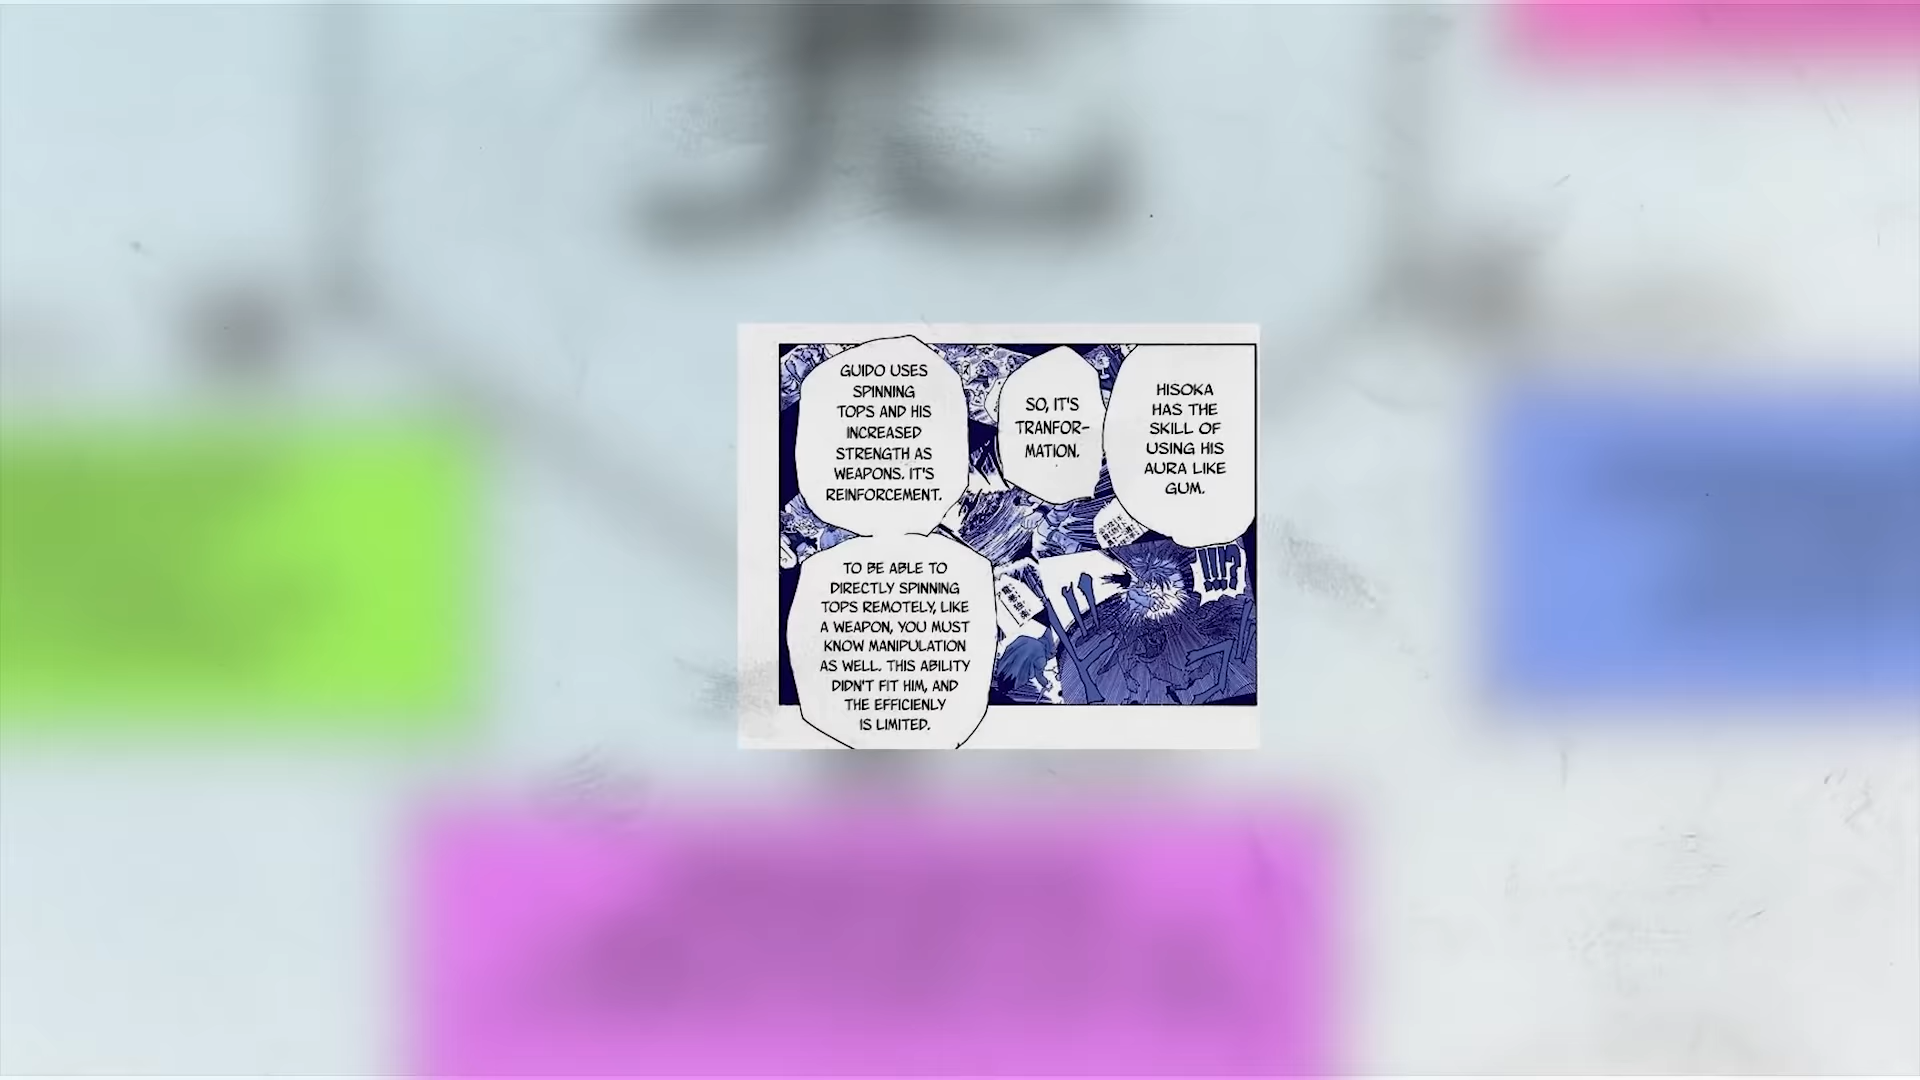 HISOKA
HAS THE
SKILL OF
USING HIS
AURA LIKE
GUM.
SO, IT'S
TRANFOR-
MATION.
GUIDO USES
SPINNING
TOPS AND HIS
INCREASED
STRENGTH AS
WEAPONS. IT'S
REINFORCEMENT.
TO BE ABLE TO
DIRECTLY SPINNING
TOPS REMOTELY, LIKE
A WEAPON, YOU MUST
KNOW MANIPULATION
AS WELL. THIS ABILITY
DIDN'T FIT HIM, AND
THE EFFICIENLY
IS LIMITED.
!!!?